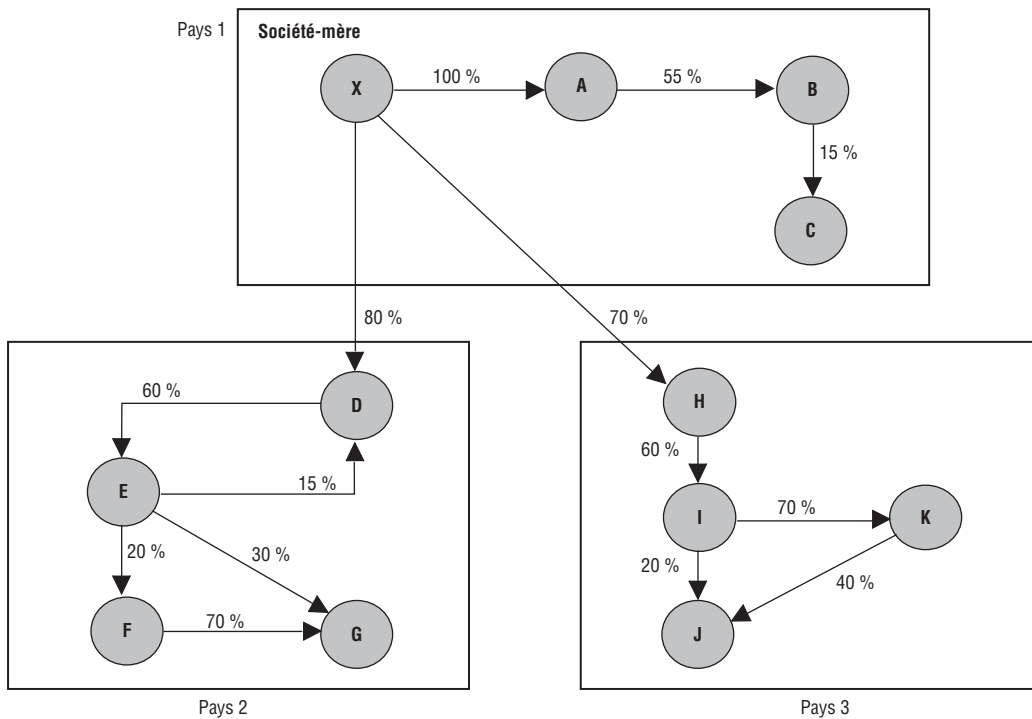 Pays 1
Société-mère
X
100 %
A
55 %
B
15 %
C
80 %
70 %
60 %
D
E
15 %
20 %
30 %
F
70 %
G
Pays 2
H
60 %
I
70 %
K
20 %
40 %
J
Pays 3